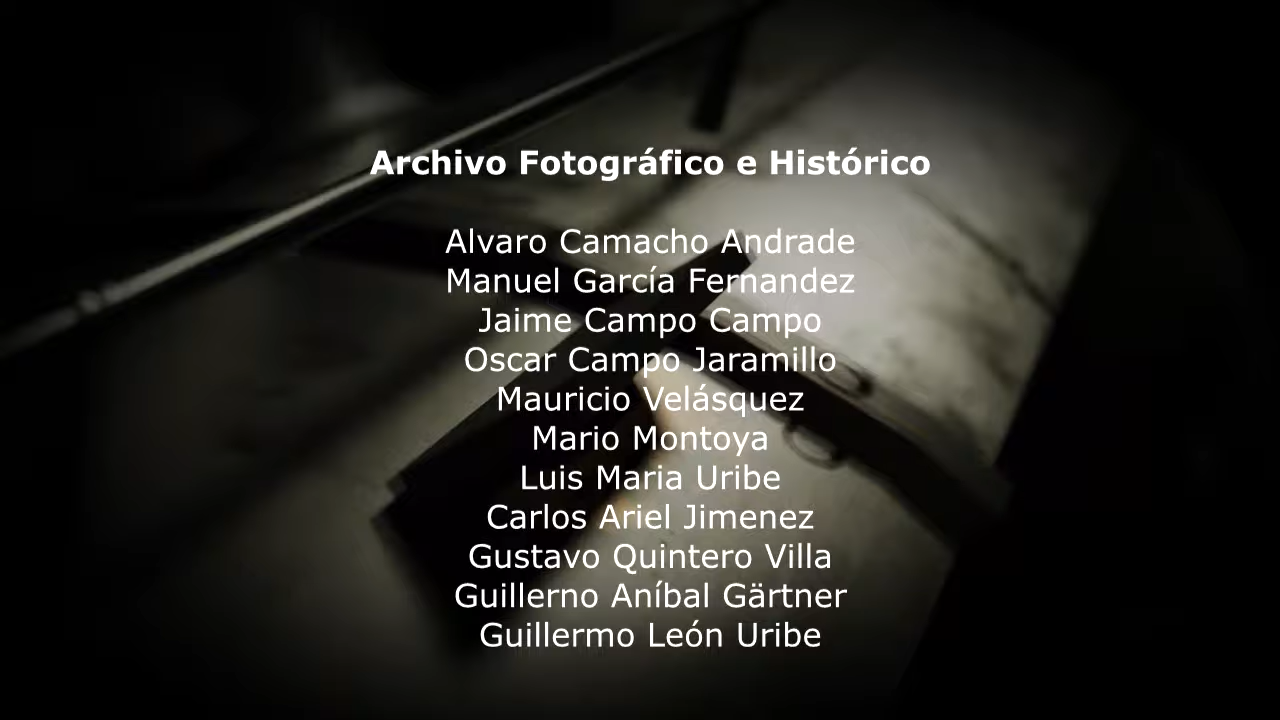 Archivo Fotográfico e Histórico
Alvaro Camacho Andrade
Manuel García Fernandez
Jaime Campo Campo
Oscar Campo Jaramillo
Mauricio Velásquez
Mario Montoya
Luis Maria Uribe
Carlos Ariel Jimenez
Gustavo Quintero Villa
Guillerno Aníbal Gärtner
Guillermo León Uribe